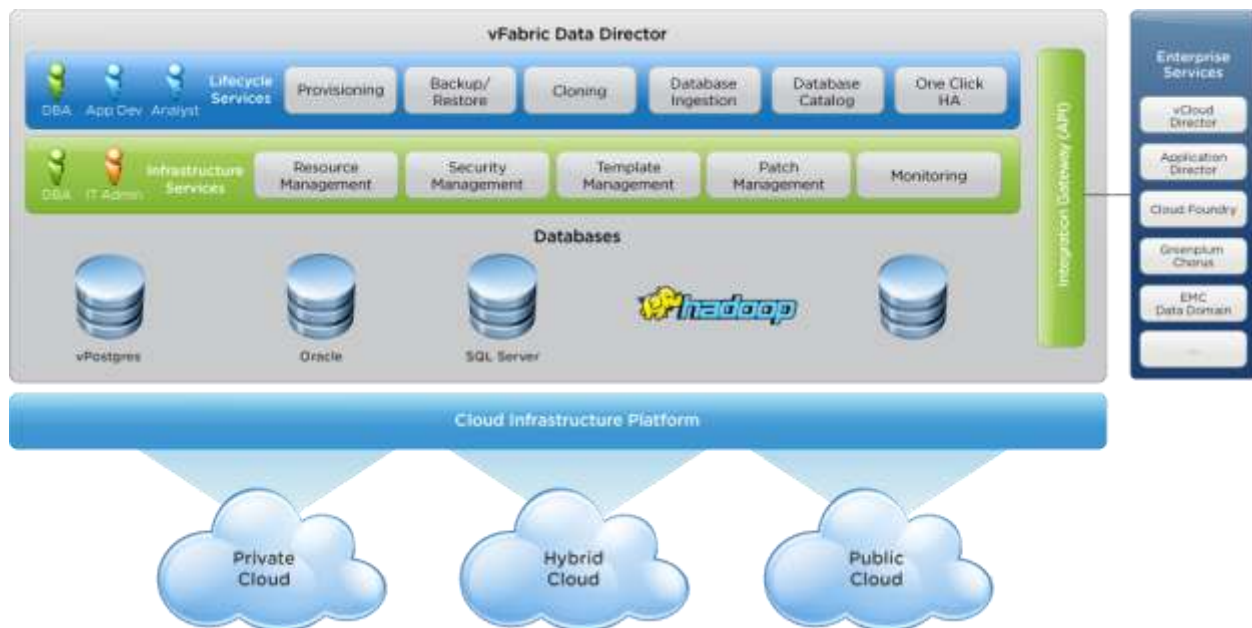 vFabric Data Director
DBA
App Dev
Analyst
Lifecycle
Services
Provisioning
Backup/
Restore
Cloning
Database
Ingestion
Database
Catalog
One Click
HA
DBA
IT Admin
Infrastructure
Services
Resource
Management
Security
Management
Template
Management
Patch
Management
Monitoring
Databases
vPostgres
Oracle
SQL Server
hadoop
Integration Gateway (API)
Enterprise
Services
vCloud
Director
Application
Director
Cloud Foundry
Greenplum
Chorus
EMC
Data Domain
...
Cloud Infrastructure Platform
Private
Cloud
Hybrid
Cloud
Public
Cloud